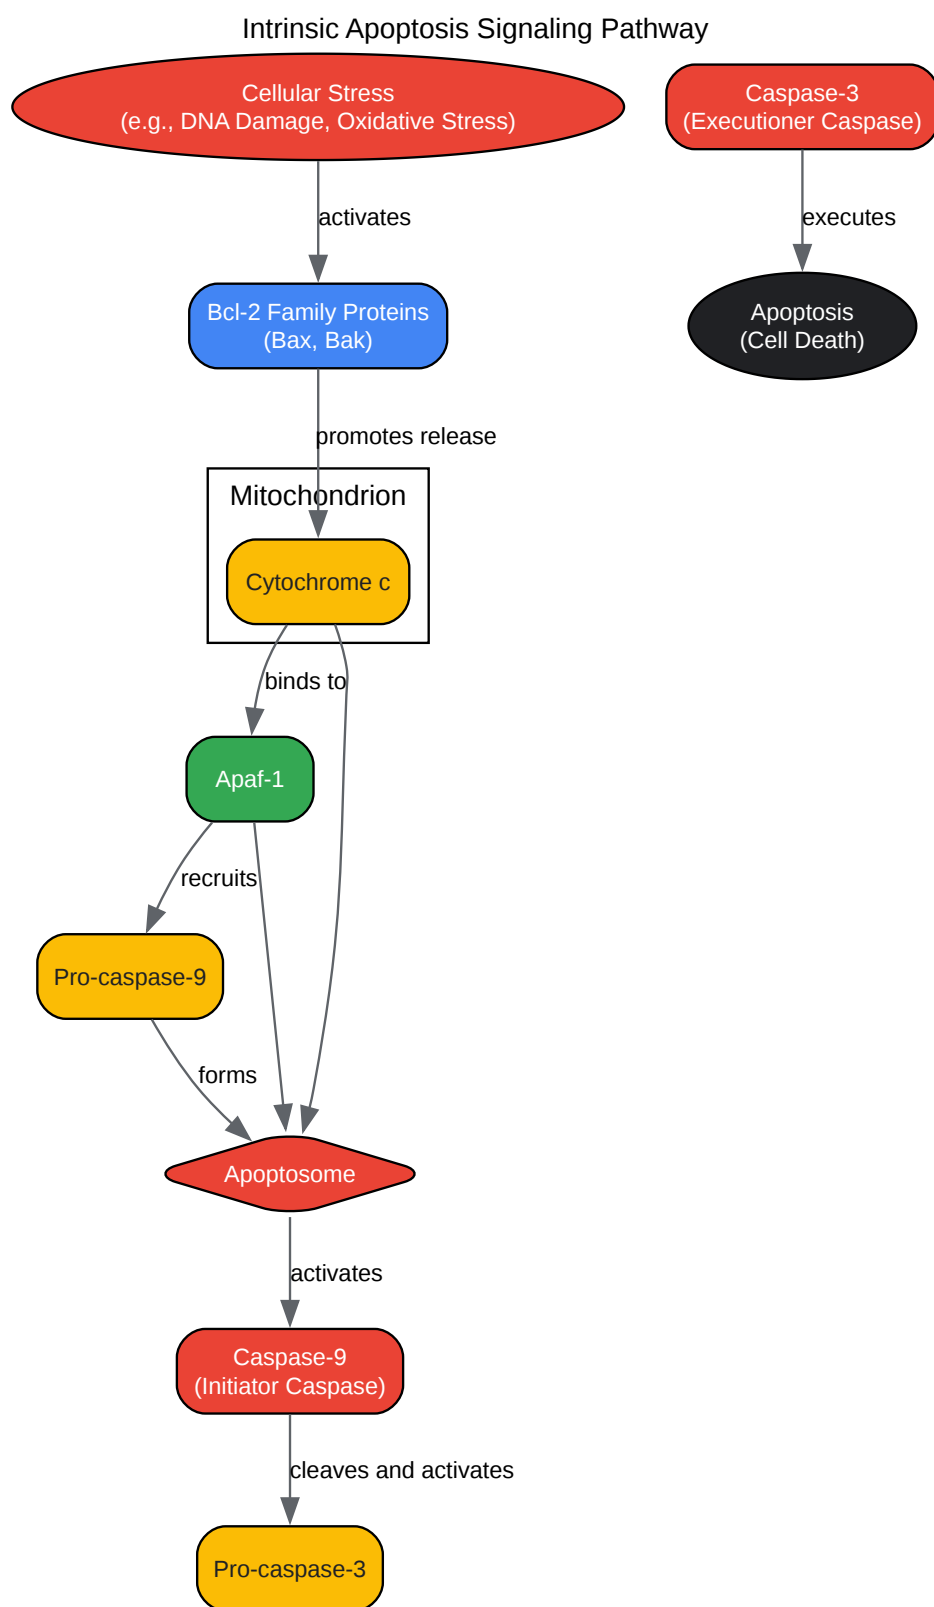 Intrinsic Apoptosis Signaling Pathway
Cellular Stress
(e.g., DNA Damage, Oxidative Stress)
activates
Bcl-2 Family Proteins
(Bax, Bak)
promotes release
Mitochondrion
Cytochrome c
binds to
Apaf-1
recruits
Pro-caspase-9
forms
Apoptosome
activates
Caspase-9
(Initiator Caspase)
cleaves and activates
Pro-caspase-3
Caspase-3
(Executioner Caspase)
executes
Apoptosis
(Cell Death)